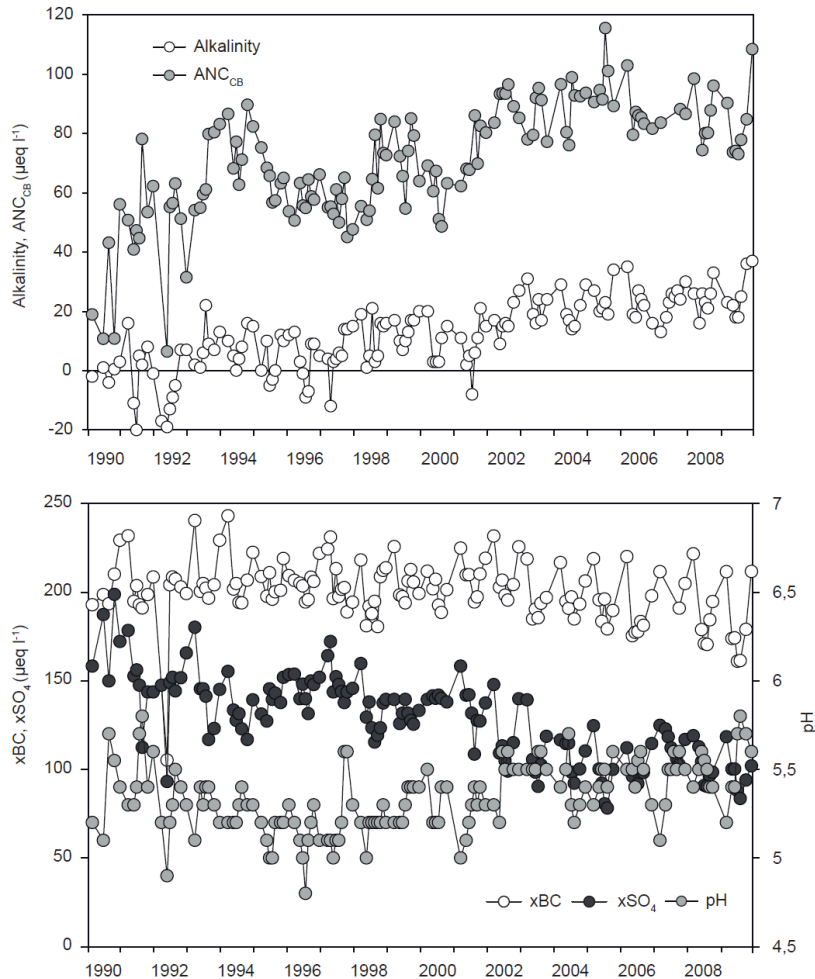 120
100
80
60
40
20
0
-20
Alkalinity, ANC_CB (µeq l⁻¹)
Alkalinity
ANC_CB
1990 1992 1994 1996 1998 2000 2002 2004 2006 2008
250
200
150
100
50
0
xBC, xSO₄ (µeq l⁻¹)
7
6,5
6
5,5
5
4,5
pH
xBC xSO₄ pH
1990 1992 1994 1996 1998 2000 2002 2004 2006 2008